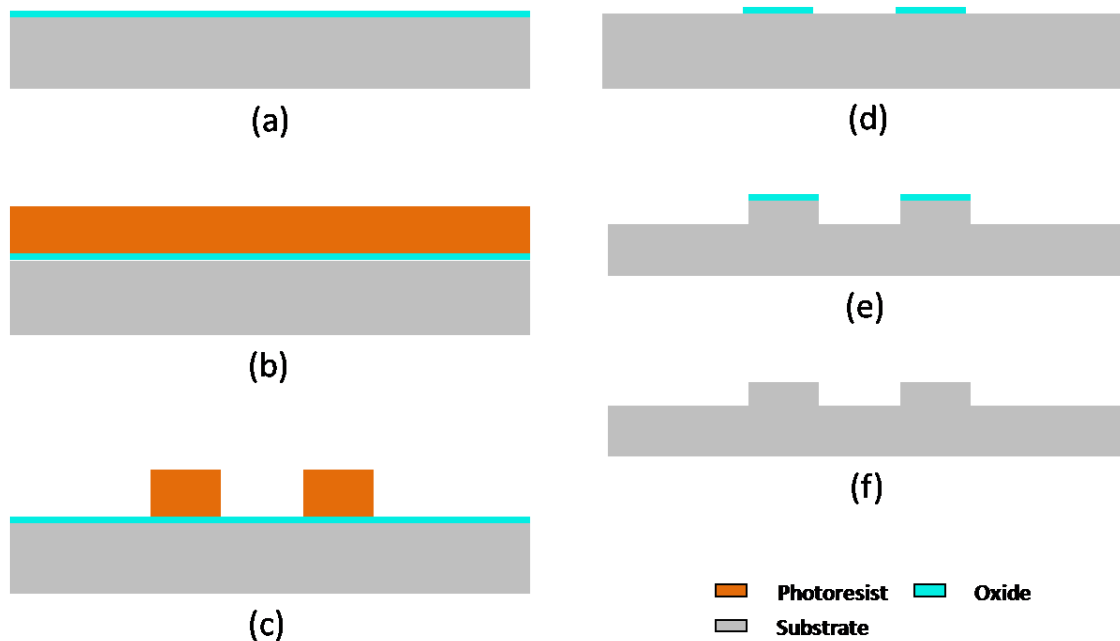 (a)
(b)
(c)
(d)
(e)
(f)
Photoresist
Oxide
Substrate